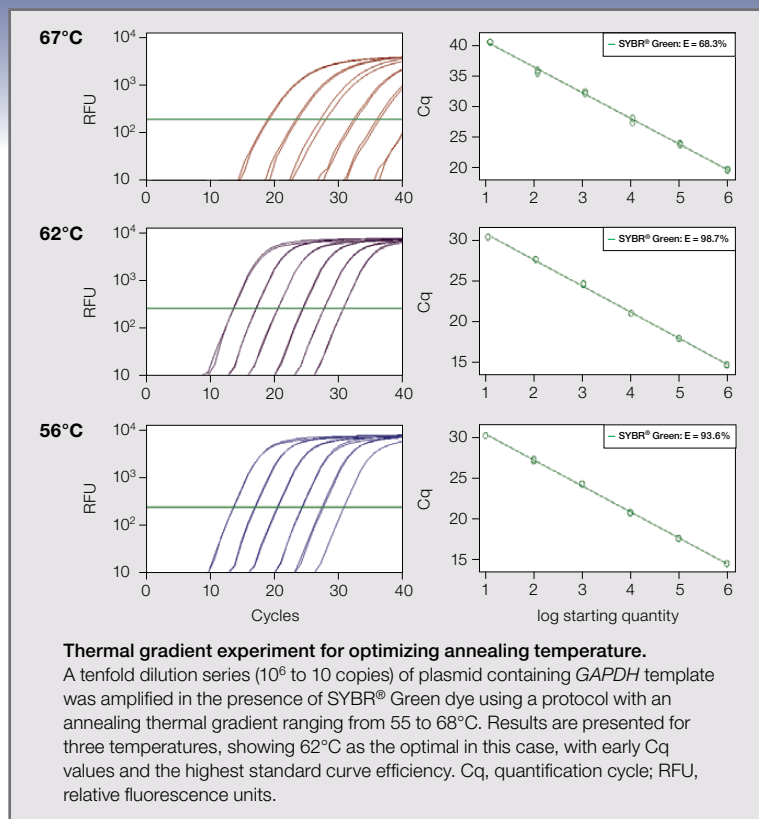 67°C
10⁴
10³
10²
10
RFU
0 10 20 30 40
40
35
30
25
20
Cq
SYBR® Green: E = 68.3%
1 2 3 4 5 6
62°C
10⁴
10³
10²
10
RFU
0 10 20 30 40
30
25
20
15
Cq
SYBR® Green: E = 98.7%
1 2 3 4 5 6
56°C
10⁴
10³
10²
10
RFU
0 10 20 30 40
Cycles
30
25
20
15
Cq
SYBR® Green: E = 93.6%
1 2 3 4 5 6
log starting quantity
Thermal gradient experiment for optimizing annealing temperature.
A tenfold dilution series (10⁶ to 10 copies) of plasmid containing GAPDH template
was amplified in the presence of SYBR® Green dye using a protocol with an
annealing thermal gradient ranging from 55 to 68°C. Results are presented for
three temperatures, showing 62°C as the optimal in this case, with early Cq
values and the highest standard curve efficiency. Cq, quantification cycle; RFU,
relative fluorescence units.